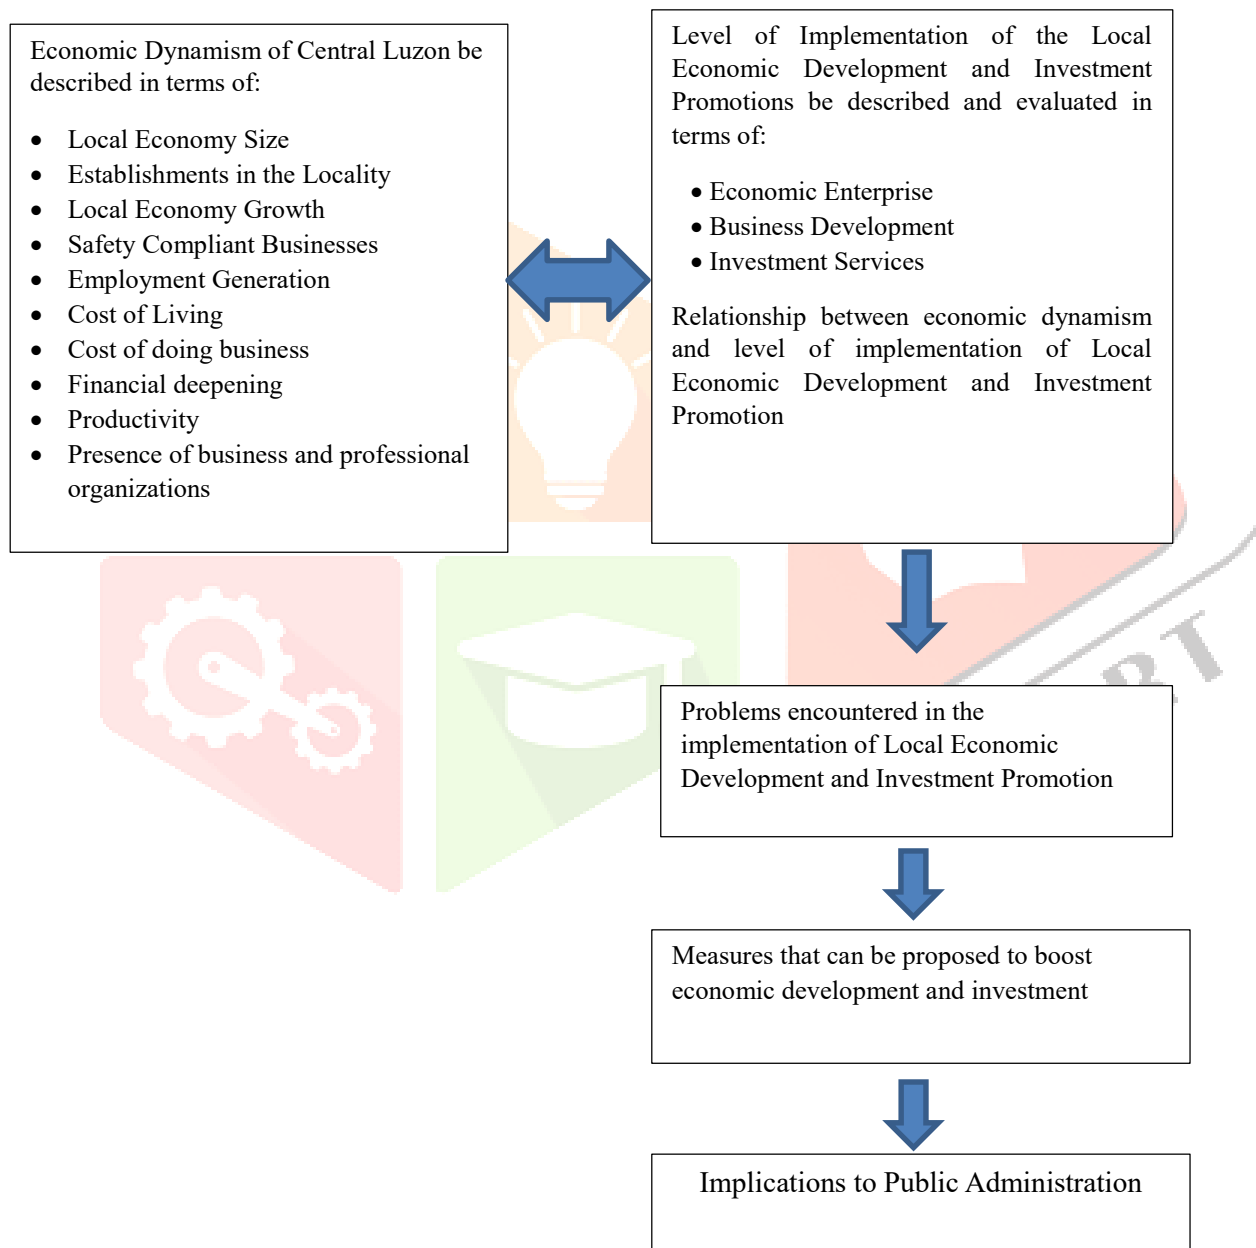 Economic Dynamism of Central Luzon be
described in terms of:
• Local Economy Size
• Establishments in the Locality
• Local Economy Growth
• Safety Compliant Businesses
• Employment Generation
• Cost of Living
• Cost of doing business
• Financial deepening
• Productivity
• Presence of business and professional
organizations
Level of Implementation of the Local
Economic Development and Investment
Promotions be described and evaluated in
terms of:
• Economic Enterprise
• Business Development
• Investment Services
Relationship between economic dynamism
and level of implementation of Local
Economic Development and Investment
Promotion
Problems encountered in the
implementation of Local Economic
Development and Investment Promotion
Measures that can be proposed to boost
economic development and investment
Implications to Public Administration